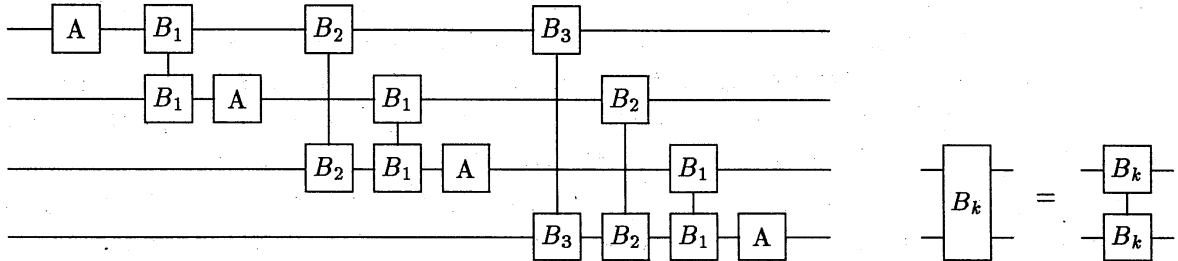 A B₁ B₂ B₃
B₁ A B₁ B₂
B₂ B₁ A B₁ Bₖ
Bₖ =
B₃ B₂ B₁ A Bₖ